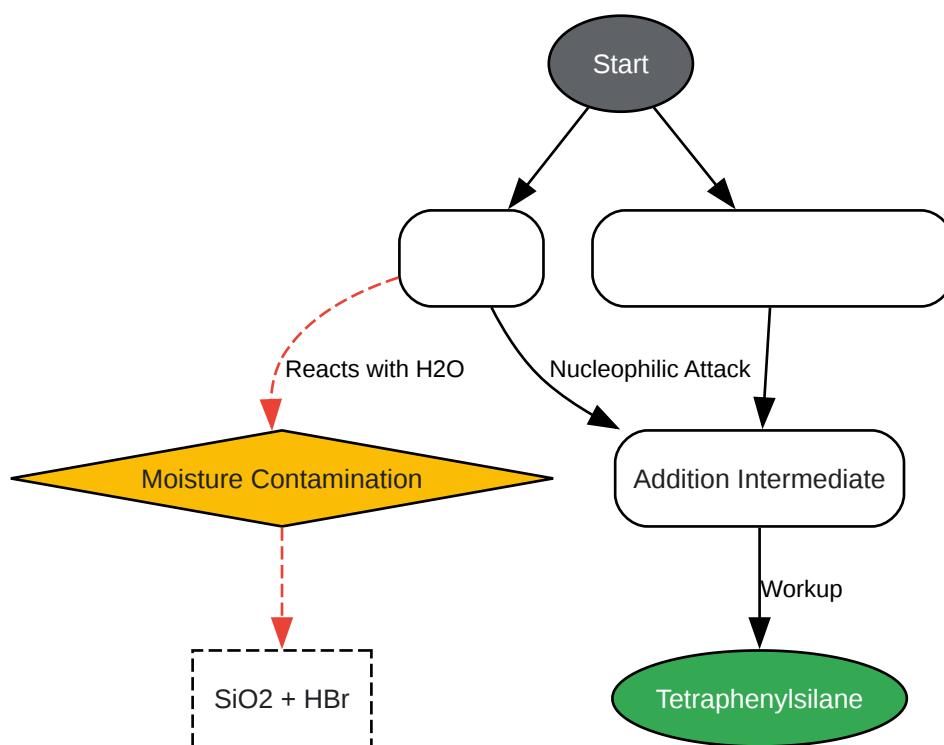 Start
Reacts with H2O
Nucleophilic Attack
Moisture Contamination
Addition Intermediate
Workup
SiO2 + HBr
Tetraphenylsilane